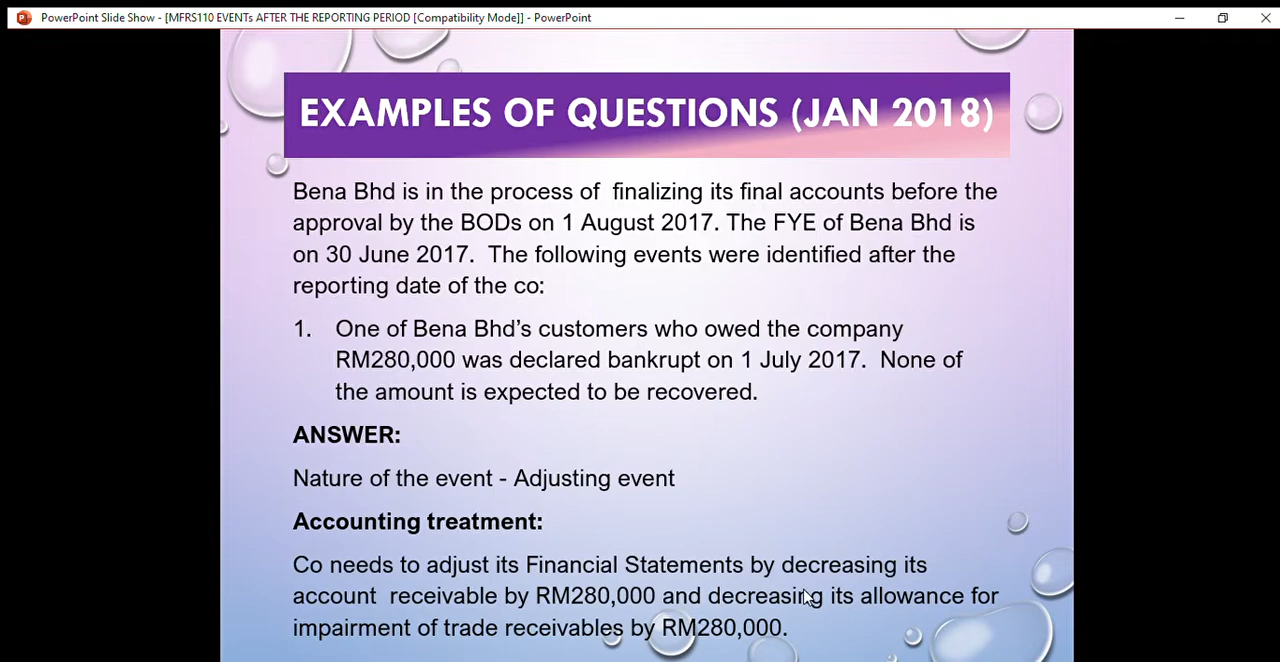 PowerPoint Slide Show - [MFRS110 EVENTs AFTER THE REPORTING PERIOD [Compatibility Mode]] - PowerPoint
EXAMPLES OF QUESTIONS (JAN 2018)
Bena Bhd is in the process of finalizing its final accounts before the
approval by the BODs on 1 August 2017. The FYE of Bena Bhd is
on 30 June 2017. The following events were identified after the
reporting date of the co:
1. One of Bena Bhd's customers who owed the company
RM280,000 was declared bankrupt on 1 July 2017. None of
the amount is expected to be recovered.
ANSWER:
Nature of the event - Adjusting event
Accounting treatment:
Co needs to adjust its Financial Statements by decreasing its
account receivable by RM280,000 and decreasing its allowance for
impairment of trade receivables by RM280,000.